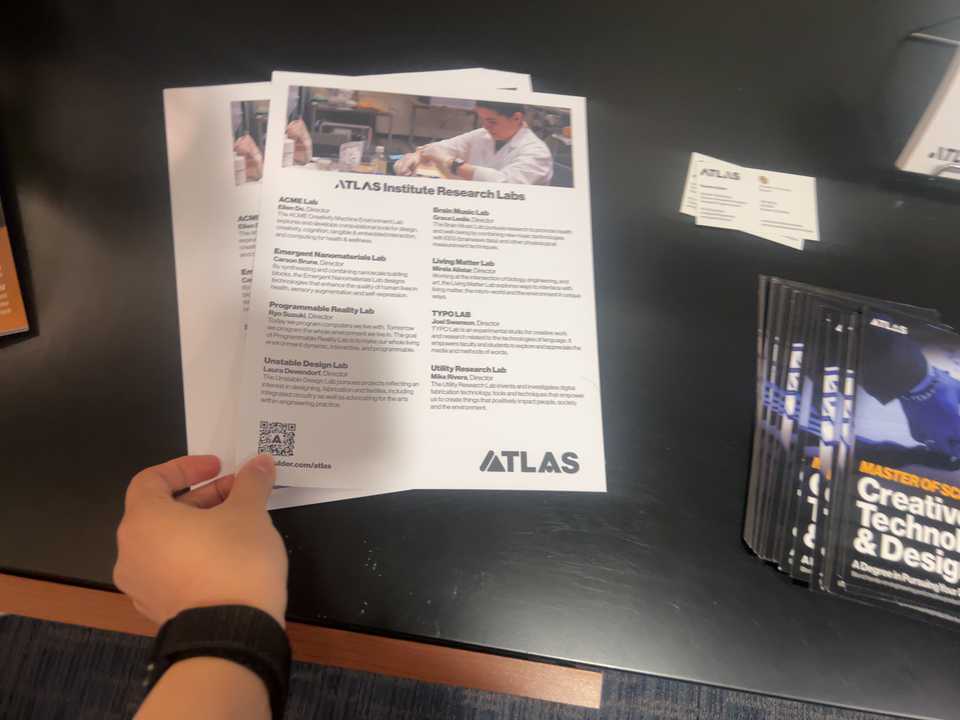 ATLAS Institute Research Labs
ACME Lab
Ellen Do, Director
The ACME Creativity Machine Environment Lab
explores and develops computational tools for design,
creativity, cognition, tangible & embedded interaction,
and computing for health & wellness.
Emergent Nanomaterials Lab
Carson Bruns, Director
By synthesizing and combining nanoscale building
blocks, the Emergent Nanomaterials Lab designs
technologies that enhance the quality of human lives in
health, sensory augmentation and self-expression.
Programmable Reality Lab
Ryo Suzuki, Director
Today we program computers we live with. Tomorrow
we program the whole environment we live in. The goal
of Programmable Reality Lab is to make our whole living
environment dynamic, interactive, and programmable.
Unstable Design Lab
Laura Devendorf, Director
The Unstable Design Lab pursues projects reflecting an
interest in designing, fabrication and textiles, including
integrated circuitry as well as advocating for the arts
within engineering practice.
Brain Music Lab
Grace Leslie, Director
The Brain Music Lab pursues research to promote health
and well-being by combining new music technologies
with EEG (brainwave data) and other physiological
measurement techniques.
Living Matter Lab
Mirela Alistar, Director
Working at the intersection of biology, engineering, and
art, the Living Matter Lab explores ways to interface with
living matter, the micro-world and the environment in unique
ways.
TYPO LAB
Joel Swanson, Director
TYPO Lab is an experimental studio for creative work
and research related to the technologies of language. It
empowers faculty and students to explore and appreciate the
media and methods of words.
Utility Research Lab
Mike Rivera, Director
The Utility Research Lab invents and investigates digital
fabrication technology, tools and techniques that empower
us to create things that positively impact people, society
and the environment.
ulder.com/atlas
ATLAS
ACME
Ellen D
ATLAS
ATLAS
MASTER OF SC
Creative
Technol
& Desig
A Degree in Pursuing Your